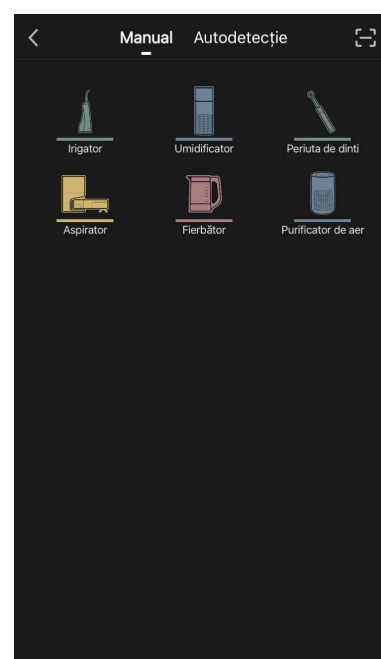 Manual Autodetecție
Irigator Umidificator Periuta de dinti
Aspirator Fierbător Purificator de aer